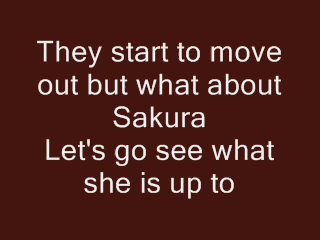 They start to move
out but what about
Sakura
Let's go see what
she is up to